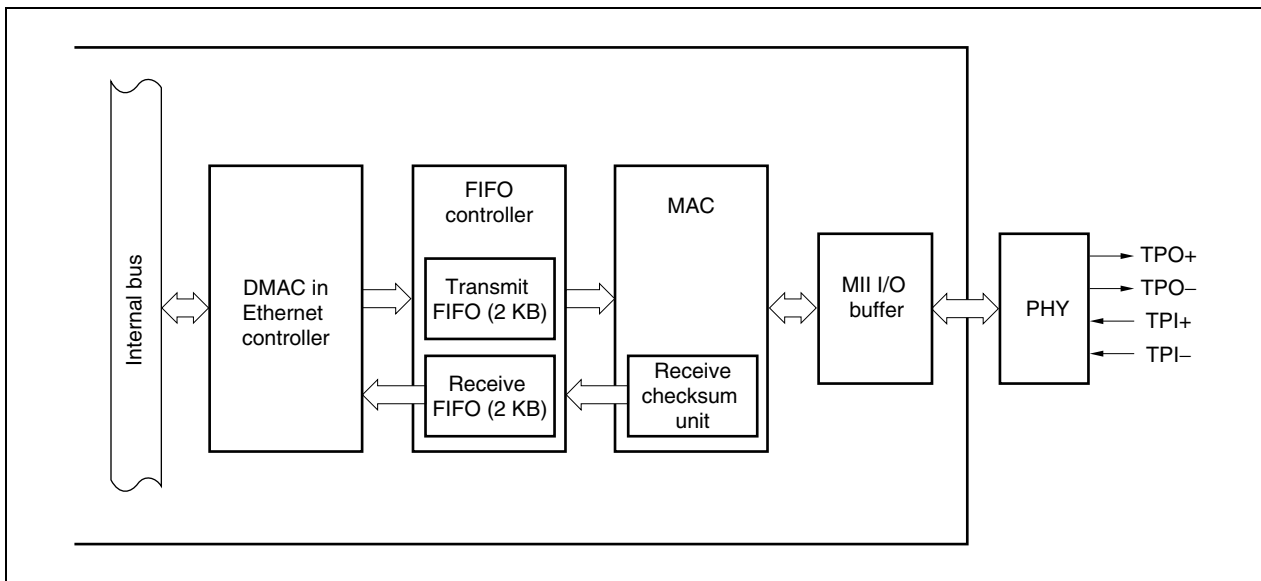 Internal bus
DMAC in
Ethernet
controller
FIFO
controller
Transmit
FIFO (2 KB)
Receive
FIFO (2 KB)
MAC
Receive
checksum
unit
MII I/O
buffer
PHY
TPO+
TPO−
TPI+
TPI−